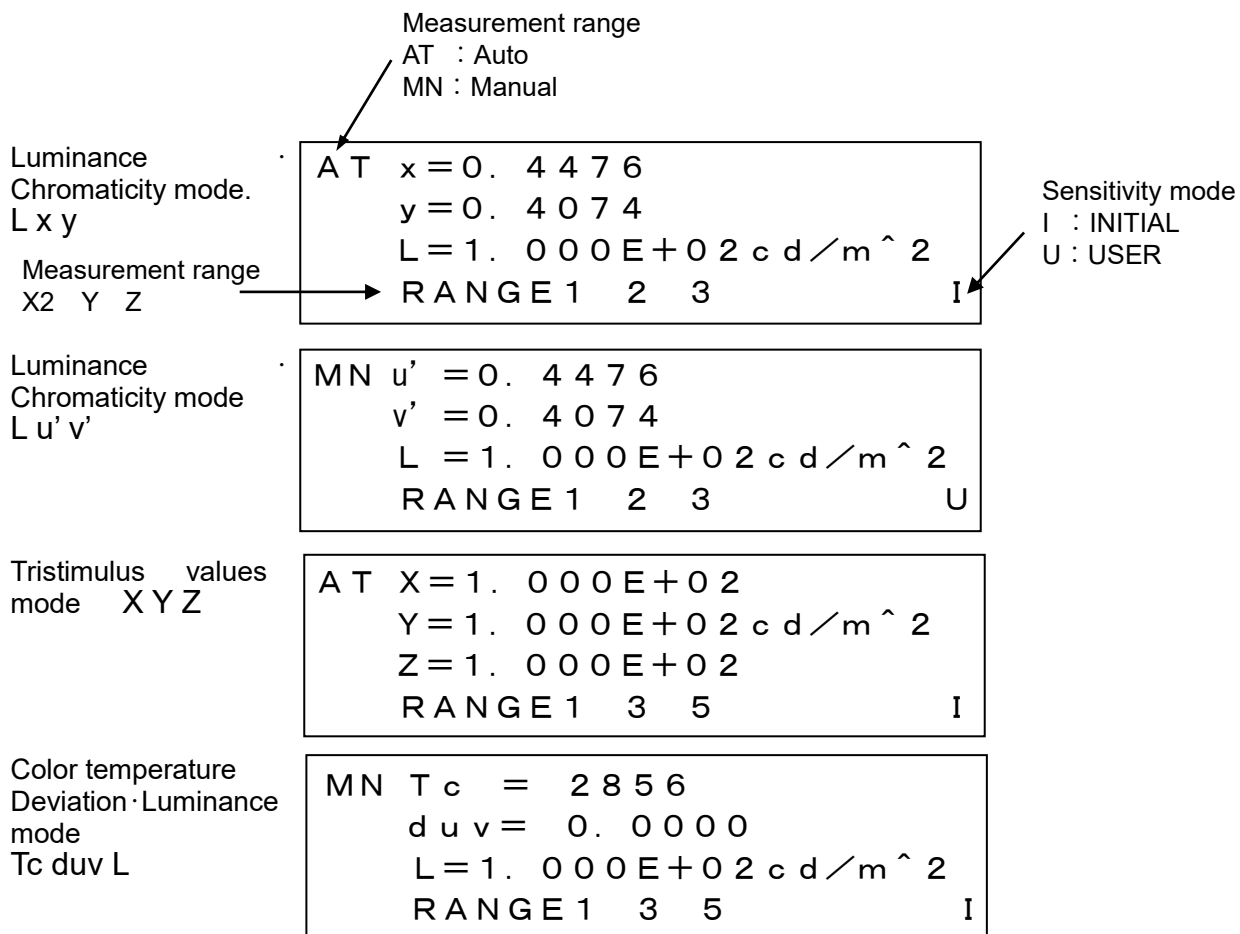 Measurement range
AT : Auto
MN : Manual
Luminance ·
Chromaticity mode.
L x y
Measurement range
X2 Y Z
AT x=0. 4476
y=0. 4074
L=1. 000E+02cd/m^2
RANGE1 2 3 I
Sensitivity mode
I : INITIAL
U : USER
Luminance ·
Chromaticity mode
L u' v'
MN u' =0. 4476
v' =0. 4074
L =1. 000E+02cd/m^2
RANGE1 2 3 U
Tristimulus values
mode X Y Z
AT X=1. 000E+02
Y=1. 000E+02cd/m^2
Z=1. 000E+02
RANGE1 3 5 I
Color temperature
Deviation·Luminance
mode
Tc duv L
MN Tc = 2856
duv= 0. 0000
L=1. 000E+02cd/m^2
RANGE1 3 5 I